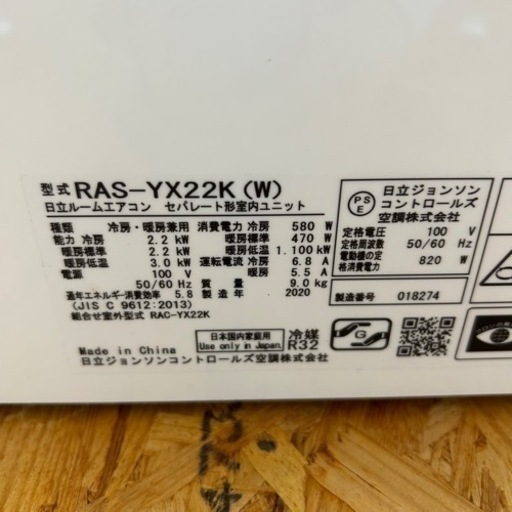 型式 RAS-YX22K (W)
日立ルームエアコン セパレート形室内ユニット
種類 冷房・暖房兼用 消費電力 冷房 580 W
能力 冷房 2.2 kW 暖房標準 470 W
暖房標準 2.2 kW 暖房低温 1.100 kW
暖房低温 3.0 kW 運転電流 冷房 6.8 A
電源 100 V 暖房 5.5 A
50/60 Hz 質量 9.0 kg
通年エネルギー消費効率 5.8 製造年 2020
(JIS C 9612:2013)
組合せ室外型式 RAC-YX22K
日本国内家庭用
Use only in Japan
冷媒
R32
Made in China
日立ジョンソンコントロールズ空調株式会社
PSE
日立ジョンソン
コントロールズ
空調株式会社
定格電圧 100 V
定格周波数 50/60 Hz
電動機の定
格消費電力 820 W
製造番号 018274
G